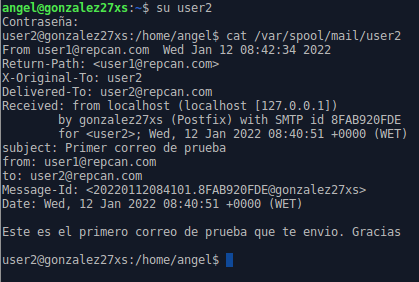 angel@gonzalez27xs:~$ su user2
Contraseña:
user2@gonzalez27xs:/home/angel$ cat /var/spool/mail/user2
From user1@repcan.com  Wed Jan 12 08:42:34 2022
Return-Path: <user1@repcan.com>
X-Original-To: user2
Delivered-To: user2@repcan.com
Received: from localhost (localhost [127.0.0.1])
        by gonzalez27xs (Postfix) with SMTP id 8FAB920FDE
        for <user2>; Wed, 12 Jan 2022 08:40:51 +0000 (WET)
subject: Primer correo de prueba
from: user1@repcan.com
to: user2@repcan.com
Message-Id: <20220112084101.8FAB920FDE@gonzalez27xs>
Date: Wed, 12 Jan 2022 08:40:51 +0000 (WET)

Este es el primero correo de prueba que te envio. Gracias

user2@gonzalez27xs:/home/angel$